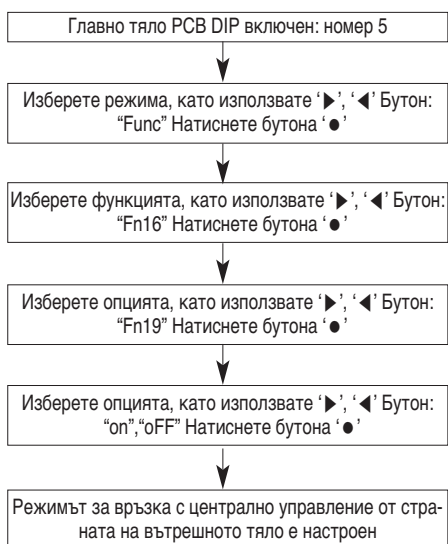 Главно тяло PCB DIP включен: номер 5
Изберете режима, като използвате ‘▶’, ‘◀’ Бутон:
“Func” Натиснете бутона ‘●’
Изберете функцията, като използвате ‘▶’, ‘◀’ Бутон:
“Fn16” Натиснете бутона ‘●’
Изберете опцията, като използвате ‘▶’, ‘◀’ Бутон:
“Fn19” Натиснете бутона ‘●’
Изберете опцията, като използвате ‘▶’, ‘◀’ Бутон:
“on”,“oFF” Натиснете бутона ‘●’
Режимът за връзка с централно управление от стра-
ната на вътрешното тяло е настроен